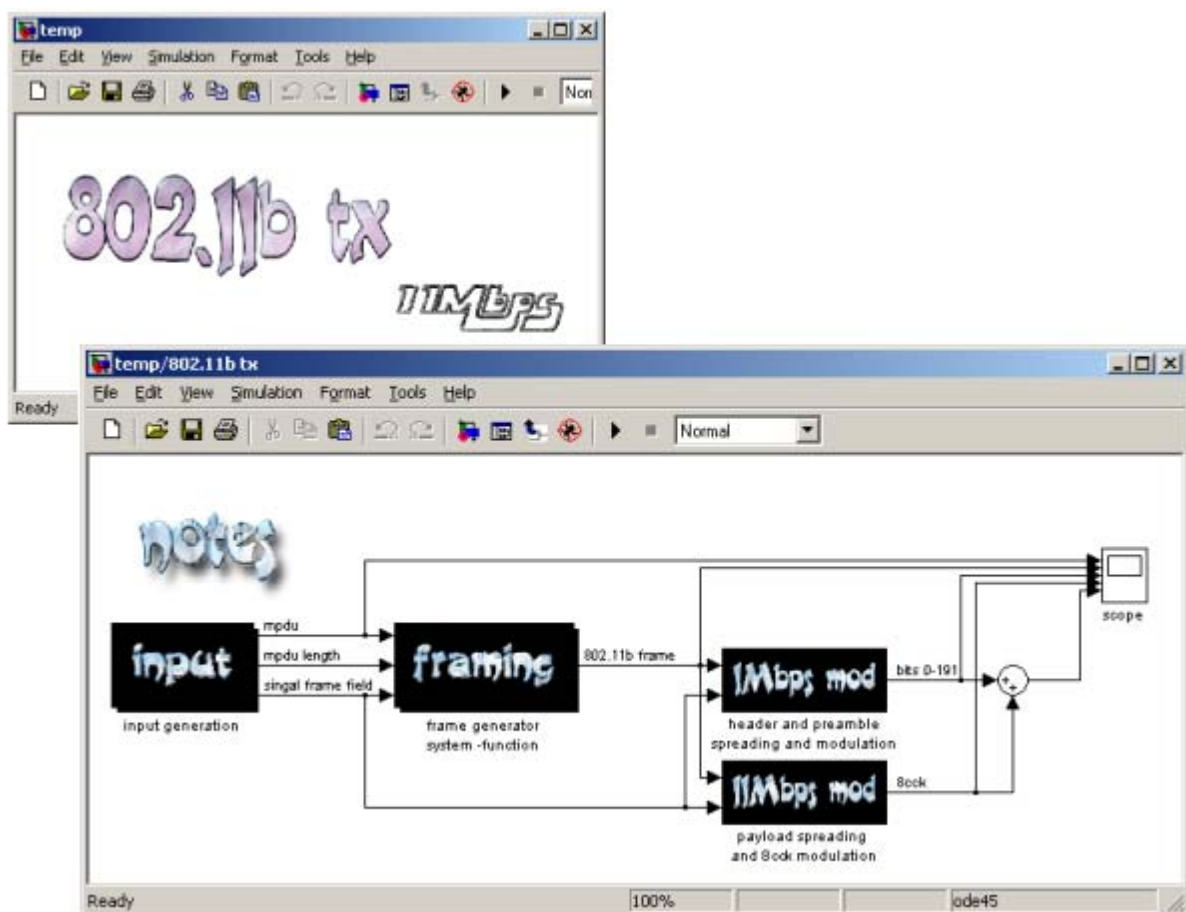 temp
File Edit View Simulation Format Tools Help
Nor
802.11b tx
11Mbps
Ready
temp/802.11b tx
File Edit View Simulation Format Tools Help
Normal
notes
input
input generation
mpdu
mpdu length
singal frame field
framing
frame generator
system -function
802.11b frame
1Mbps mod
bits 0-191
header and preamble
spreading and modulation
11Mbps mod
8cck
payload spreading
and 8cck modulation
scope
Ready 100% ode45